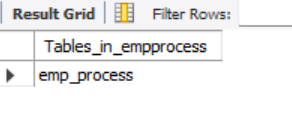 Result Grid Filter Rows:
Tables_in_empprocess
emp_process